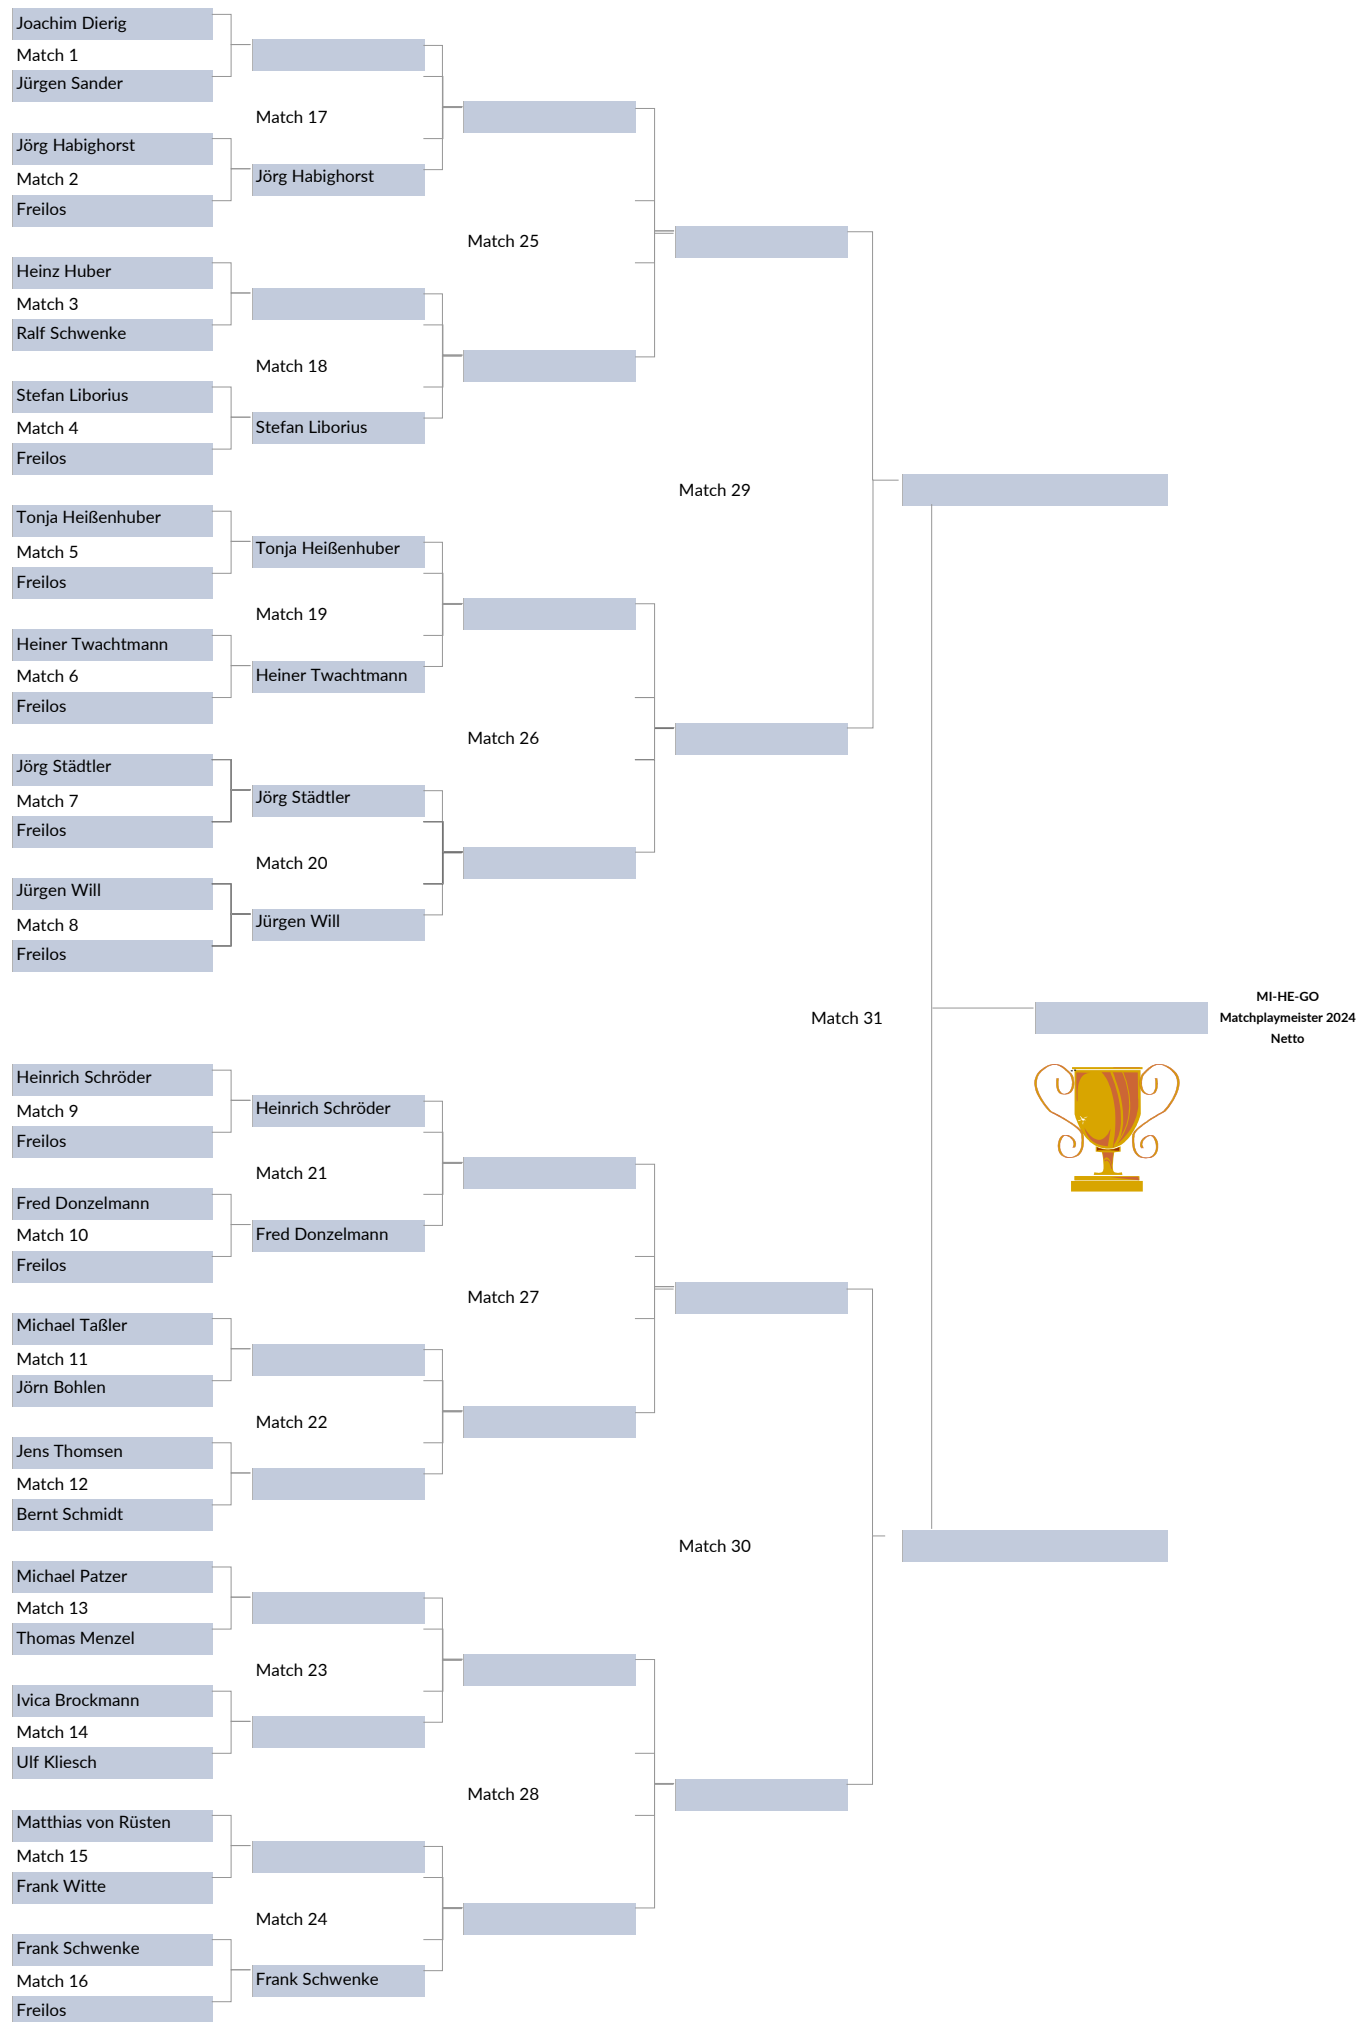 Joachim Dierig
Match 1
Jürgen Sander
Match 17
Jörg Habighorst
Match 2
Jörg Habighorst
Freilos
Match 25
Heinz Huber
Match 3
Ralf Schwenke
Match 18
Stefan Liborius
Match 4
Stefan Liborius
Freilos
Match 29
Tonja Heißenhuber
Match 5
Tonja Heißenhuber
Freilos
Match 19
Heiner Twachtmann
Match 6
Heiner Twachtmann
Freilos
Match 26
Jörg Städtler
Match 7
Jörg Städtler
Freilos
Match 20
Jürgen Will
Match 8
Jürgen Will
Freilos
Match 31
MI-HE-GO
Matchplaymeister 2024
Netto
Heinrich Schröder
Match 9
Heinrich Schröder
Freilos
Match 21
Fred Donzelmann
Match 10
Fred Donzelmann
Freilos
Match 27
Michael Taßler
Match 11
Jörn Bohlen
Match 22
Jens Thomsen
Match 12
Bernt Schmidt
Match 30
Michael Patzer
Match 13
Thomas Menzel
Match 23
Ivica Brockmann
Match 14
Ulf Kliesch
Match 28
Matthias von Rüsten
Match 15
Frank Witte
Match 24
Frank Schwenke
Match 16
Frank Schwenke
Freilos